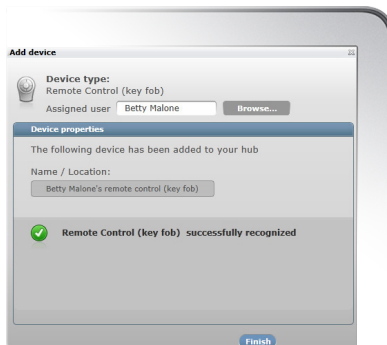 Add device
Device type:
Remote Control (key fob)
Assigned user Betty Malone Browse...
Device properties
The following device has been added to your hub
Name / Location:
Betty Malone's remote control (key fob)
Remote Control (key fob) successfully recognized
Finish